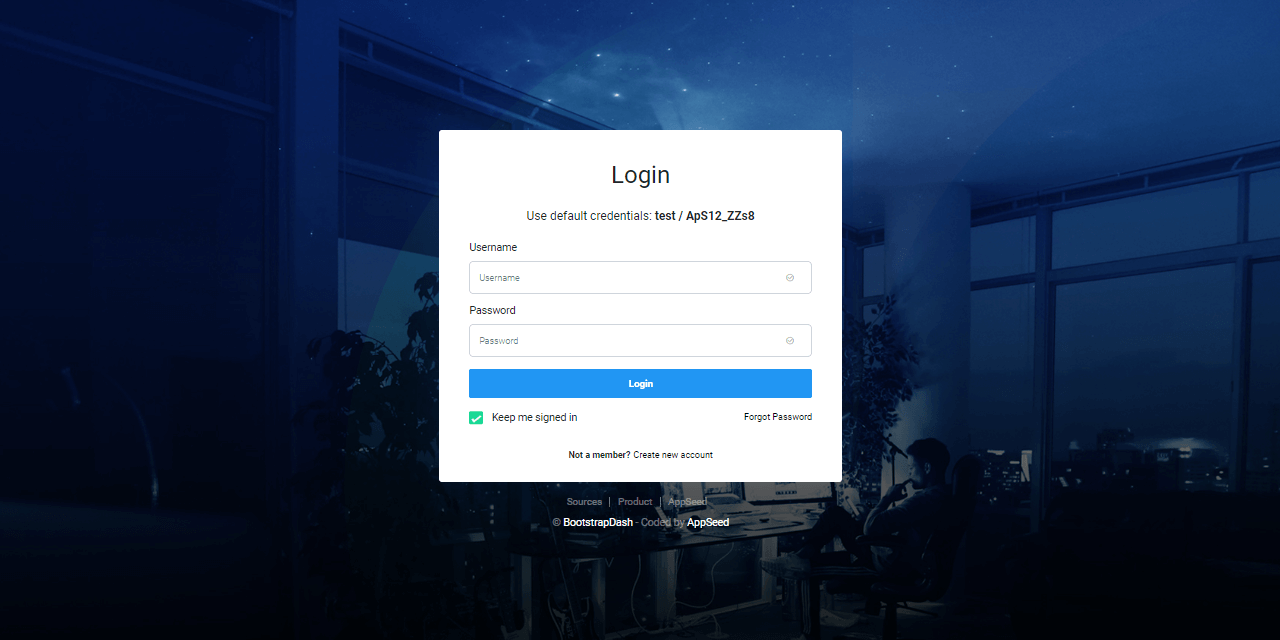 Login
Use default credentials: test / ApS12_ZZs8
Username
Username
Password
Password
Login
Keep me signed in
Forgot Password
Not a member? Create new account
Sources | Product | AppSeed
© BootstrapDash - Coded by AppSeed